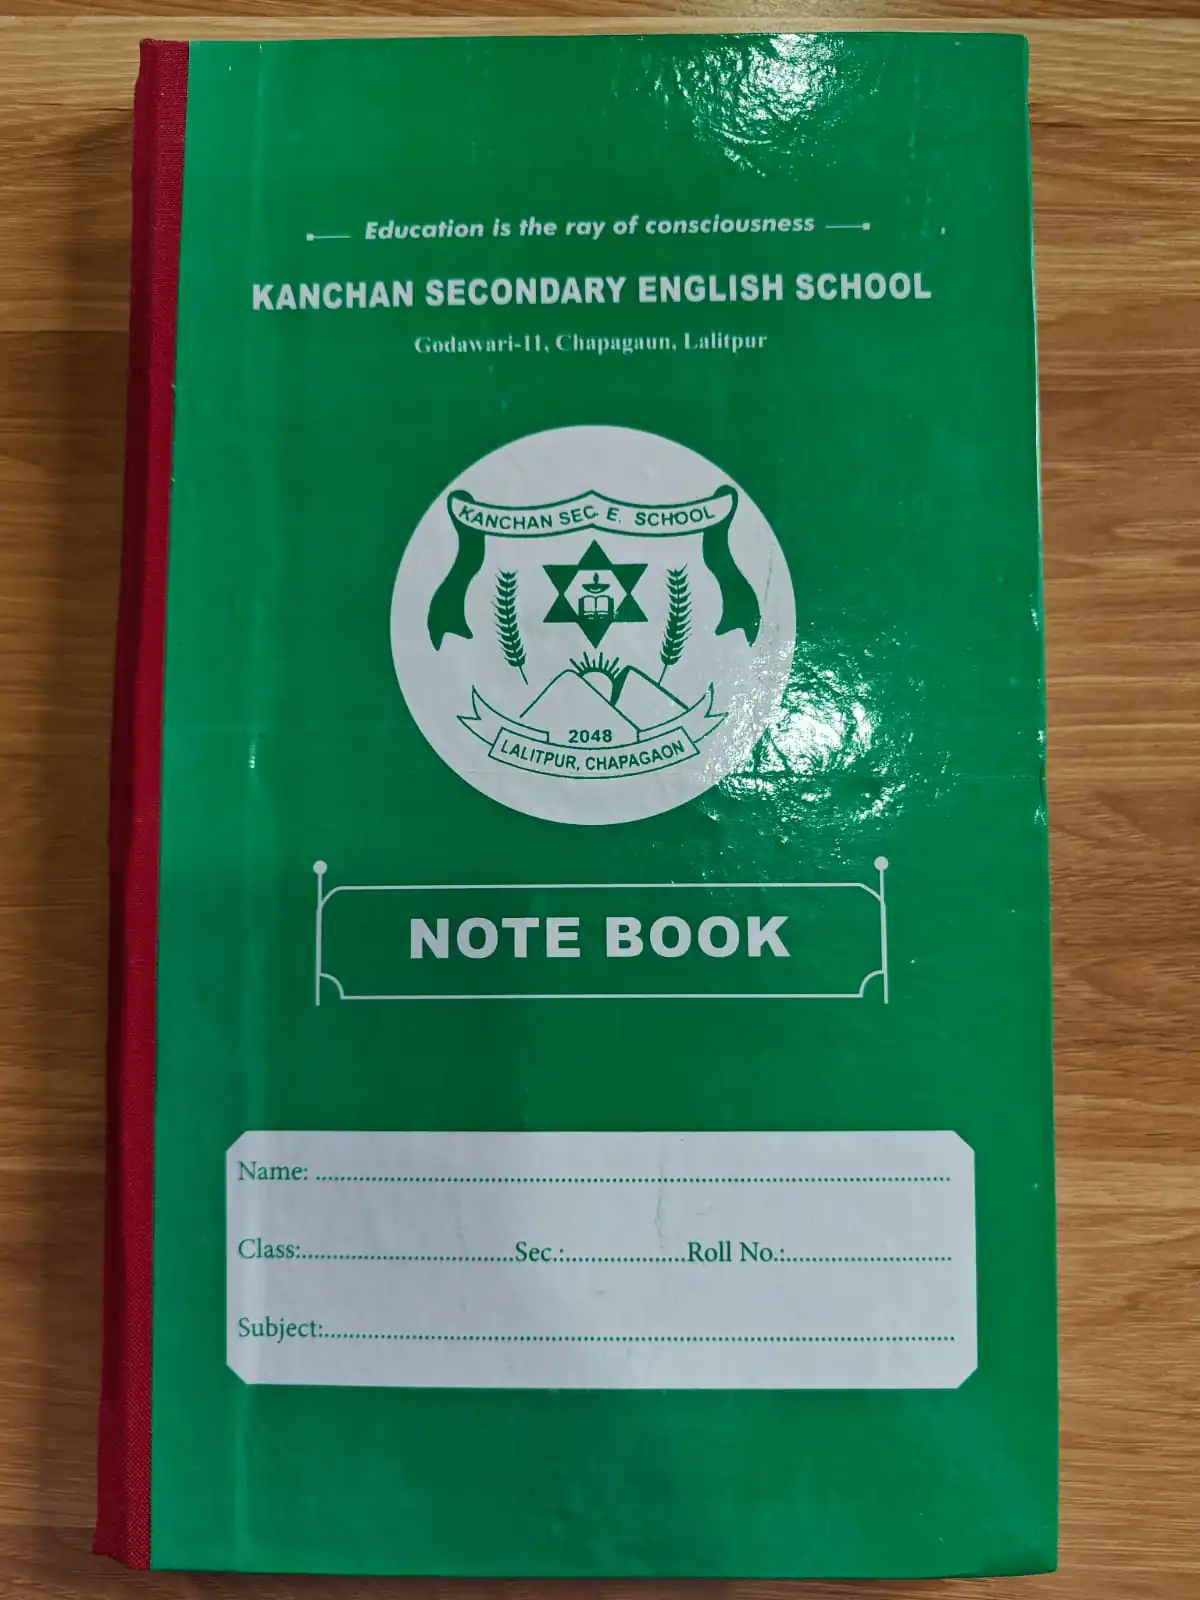 Education is the ray of consciousness
KANCHAN SECONDARY ENGLISH SCHOOL
Godawari-11, Chapagaun, Lalitpur
KANCHAN SEC. E. SCHOOL
2048
LALITPUR, CHAPAGAON
NOTE BOOK
Name: ....................
Class:....................Sec.:....................Roll No.:....................
Subject:....................